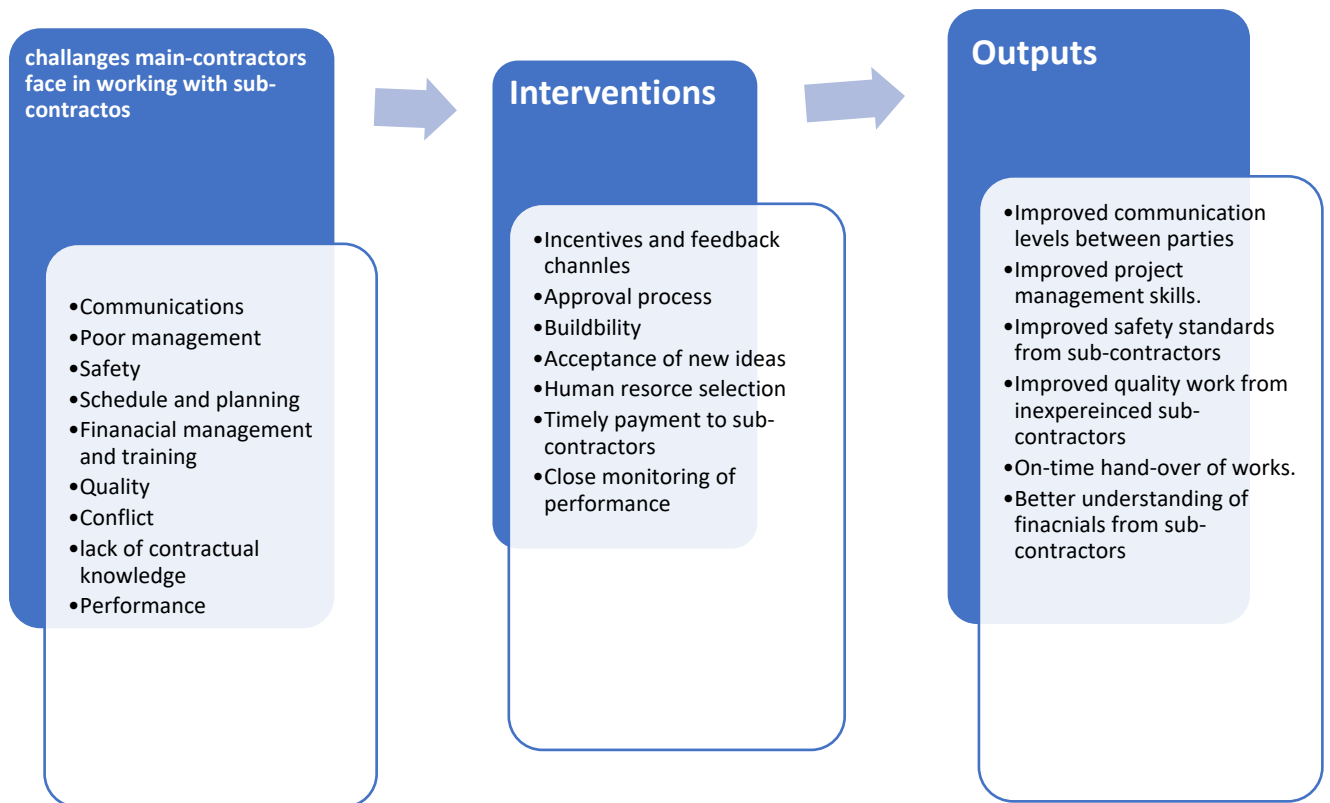 challanges main-contractors
face in working with sub-
contractos
•Communications
•Poor management
•Safety
•Schedule and planning
•Finanacial management
and training
•Quality
•Conflict
•lack of contractual
knowledge
•Performance
Interventions
•Incentives and feedback
channles
•Approval process
•Buildbility
•Acceptance of new ideas
•Human resorce selection
•Timely payment to sub-
contractors
•Close monitoring of
performance
Outputs
•Improved communication
levels between parties
•Improved project
management skills.
•Improved safety standards
from sub-contractors
•Improved quality work from
inexpereinced sub-
contractors
•On-time hand-over of works.
•Better understanding of
finacnials from sub-
contractors